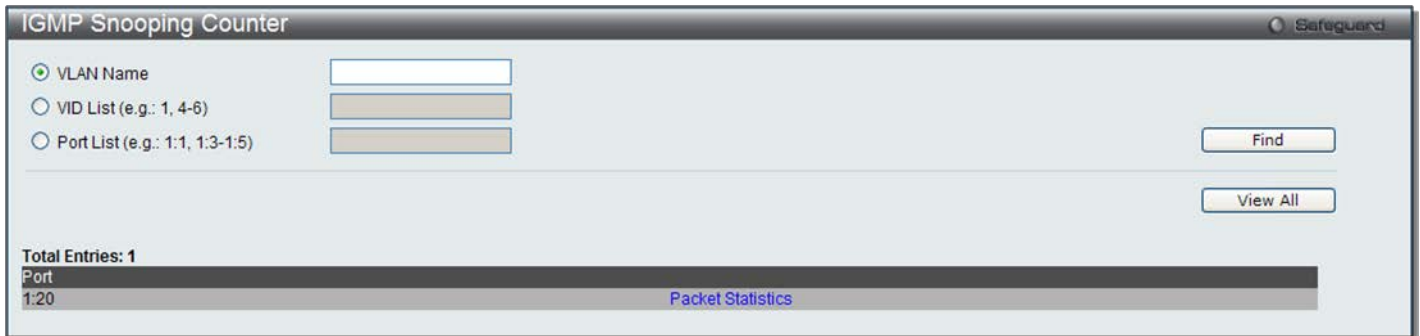 IGMP Snooping Counter
Safeguard
VLAN Name
VID List (e.g.: 1, 4-6)
Port List (e.g.: 1:1, 1:3-1:5)
Find
View All
Total Entries: 1
Port
1:20 Packet Statistics